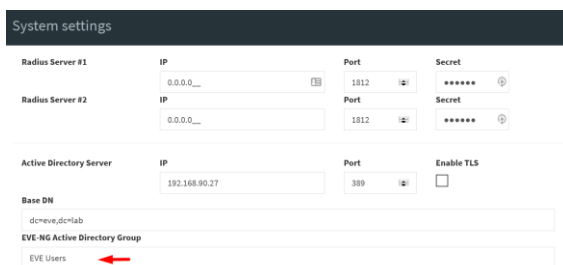 System settings
Radius Server #1 IP Port Secret
0.0.0.0__ 1812 ••••••
Radius Server #2 IP Port Secret
0.0.0.0__ 1812 ••••••
Active Directory Server IP Port Enable TLS
192.168.90.27 389
Base DN
dc=eve,dc=lab
EVE-NG Active Directory Group
EVE Users